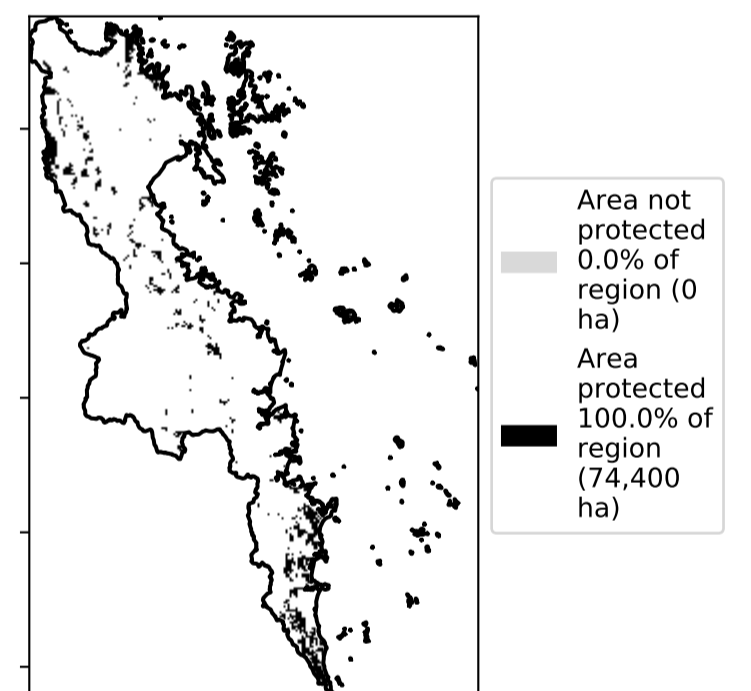 Area not
protected
0.0% of
region (0
ha)
Area
protected
100.0% of
region
(74,400
ha)